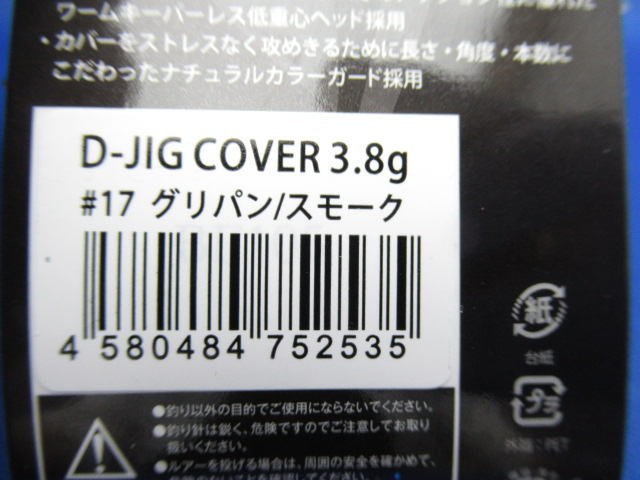 ワームキーパーレス低重心ヘッド採用
・カバーをストレスなく攻めきるために長さ・角度・本数に
こだわったナチュラルカラーガード採用
D-JIG COVER 3.8g
#17 グリパン/スモーク
4 580484 752535
紙
台紙
プラ
外装:PET
●釣り以外の目的でご使用にならないでください。
●釣り針は鋭く、危険ですのでご注意してお取り
扱いください。
●ルアーを投げる場合は、周囲の安全を確かめて、